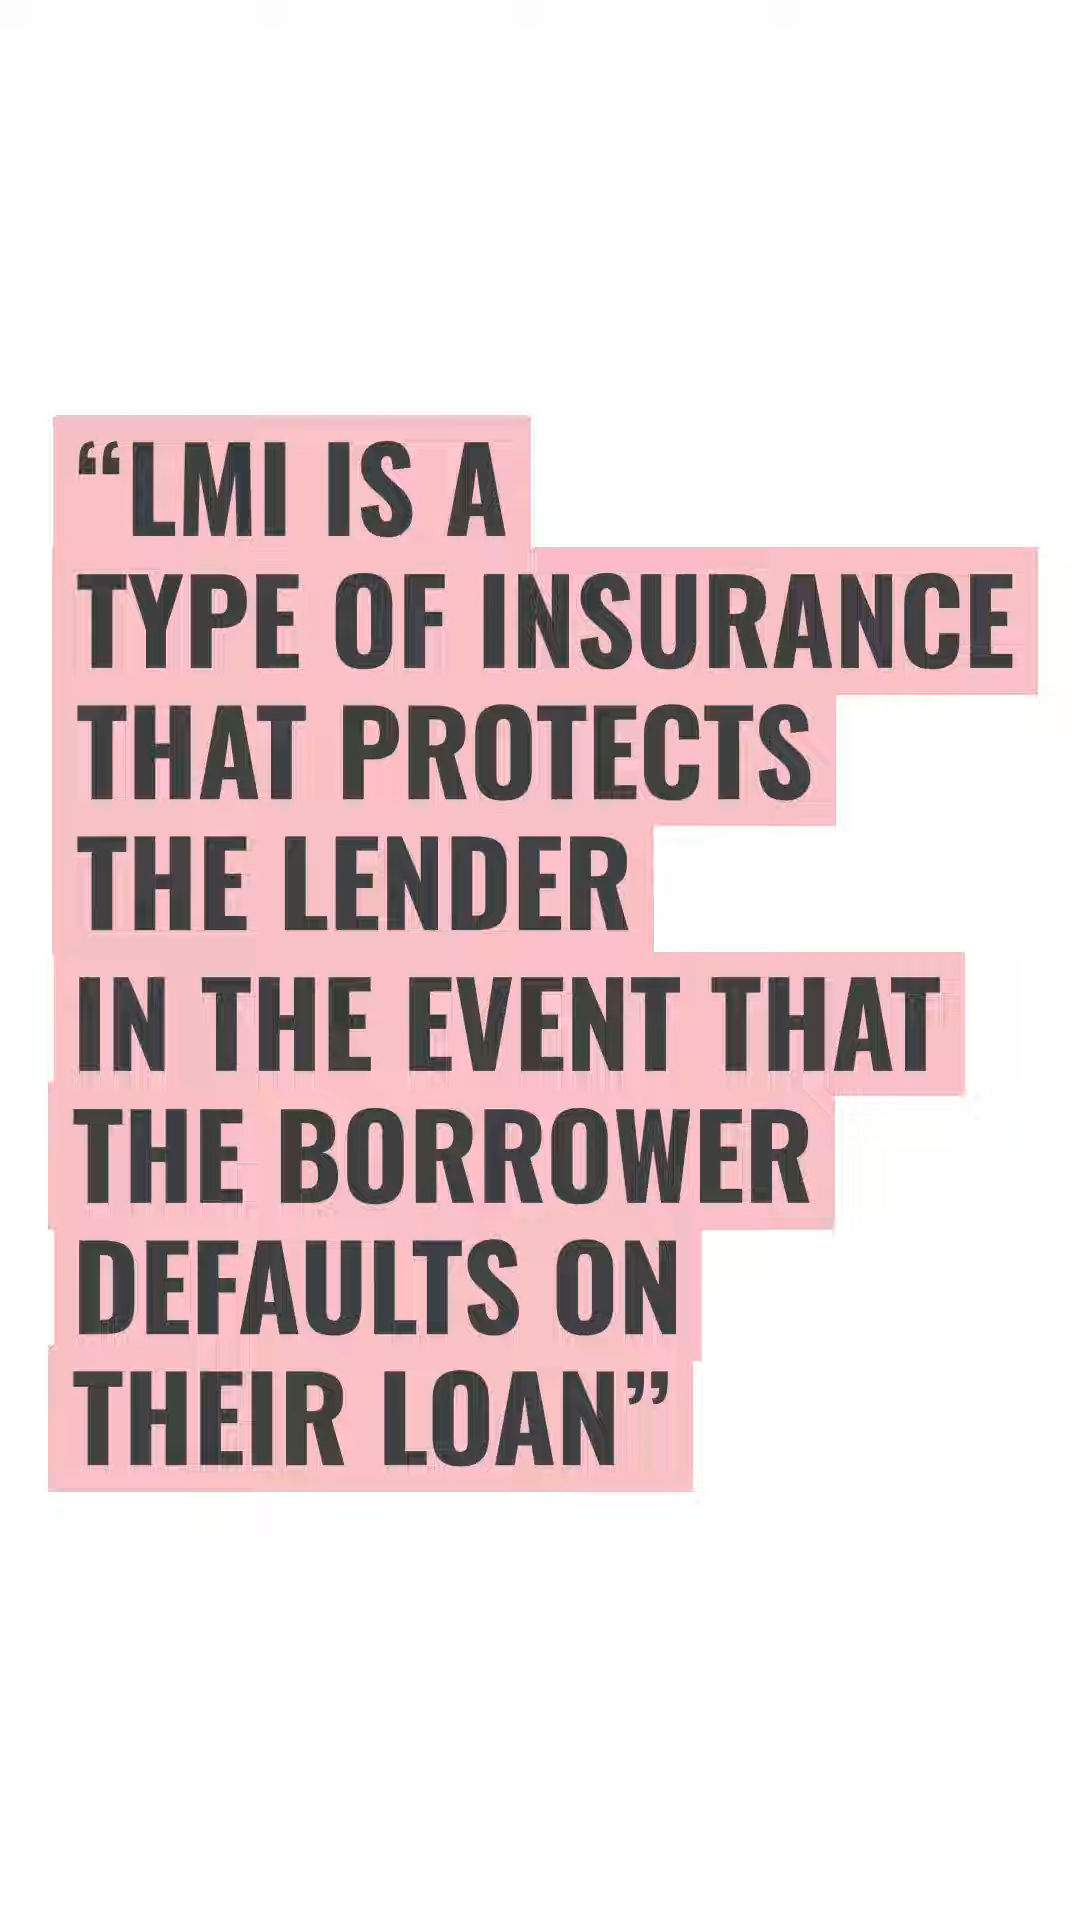 “LMI IS A
TYPE OF INSURANCE
THAT PROTECTS
THE LENDER
IN THE EVENT THAT
THE BORROWER
DEFAULTS ON
THEIR LOAN”